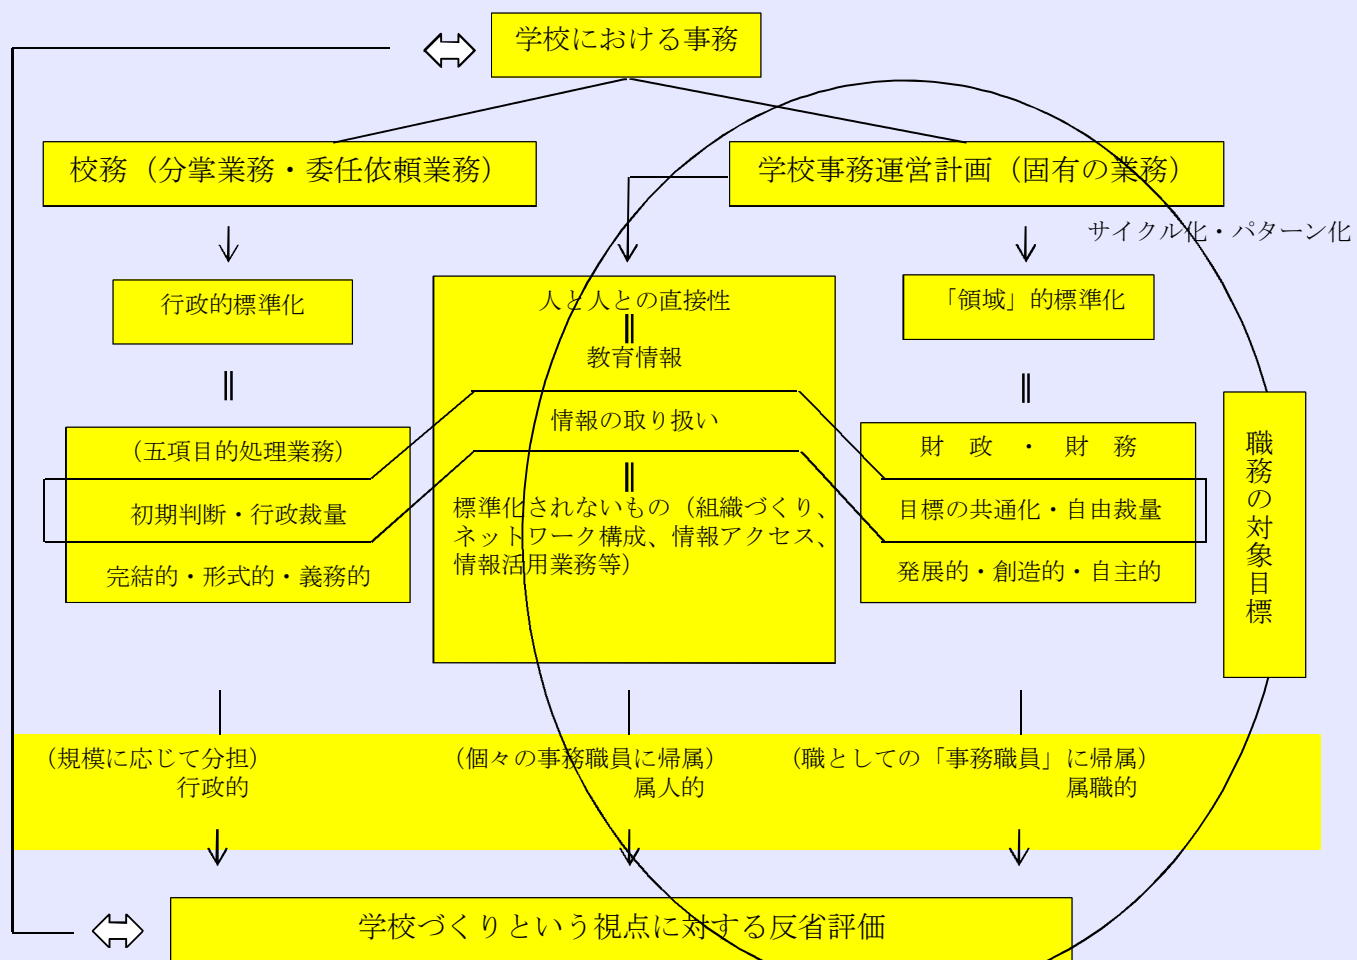 学校における事務
校務（分掌業務・委任依頼業務）
学校事務運営計画（固有の業務）
サイクル化・パターン化
行政的標準化
人と人との直接性
教育情報
「領域」的標準化
情報の取り扱い
（五項目的処理業務）
初期判断・行政裁量
完結的・形式的・義務的
標準化されないもの（組織づくり、
ネットワーク構成、情報アクセス、
情報活用業務等）
財　政　・　財　務
目標の共通化・自由裁量
発展的・創造的・自主的
職務の対象目標
（規模に応じて分担）
行政的
（個々の事務職員に帰属）
属人的
（職としての「事務職員」に帰属）
属職的
学校づくりという視点に対する反省評価